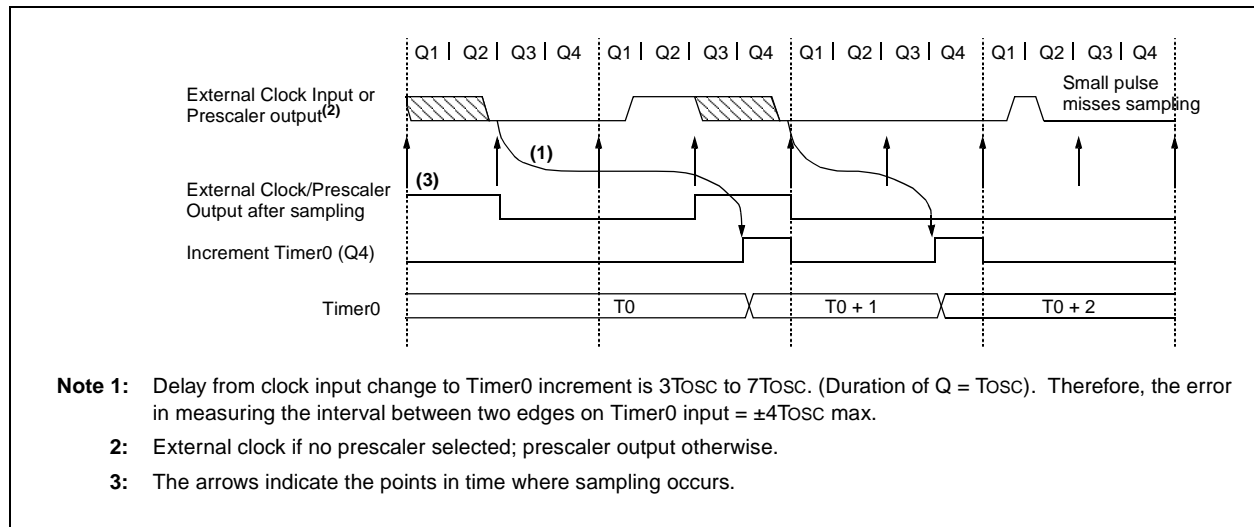 Q1 | Q2 | Q3 | Q4 Q1 | Q2 | Q3 | Q4 Q1 | Q2 | Q3 | Q4 Q1 | Q2 | Q3 | Q4
External Clock Input or
Prescaler output(2)
Small pulse
misses sampling
(1)
(3)
External Clock/Prescaler
Output after sampling
Increment Timer0 (Q4)
Timer0
T0 T0 + 1 T0 + 2
Note 1: Delay from clock input change to Timer0 increment is 3TOSC to 7TOSC. (Duration of Q = TOSC). Therefore, the error
in measuring the interval between two edges on Timer0 input = ±4TOSC max.
2: External clock if no prescaler selected; prescaler output otherwise.
3: The arrows indicate the points in time where sampling occurs.